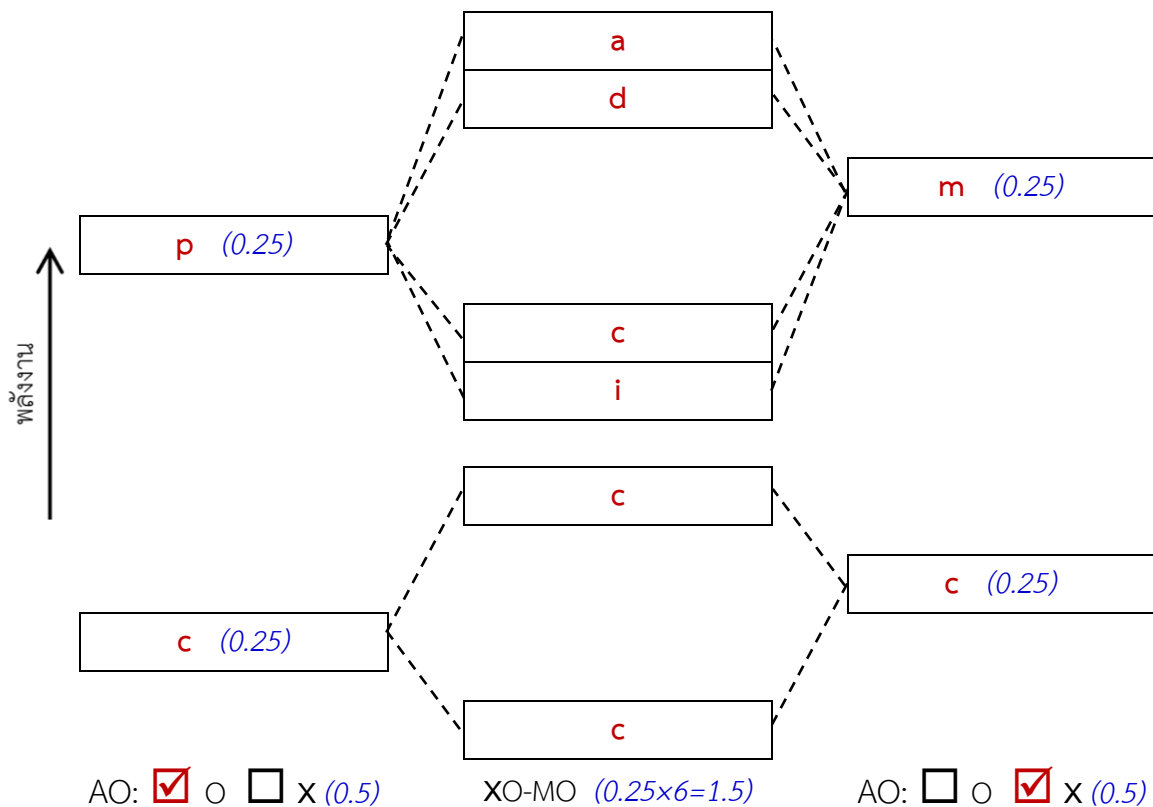 a
d
m (0.25)
p (0.25)
c
i
พลังงาน
c
c (0.25)
c (0.25)
c
AO: ☑ O ☐ X (0.5)
XO-MO (0.25×6=1.5)
AO: ☐ O ☑ X (0.5)